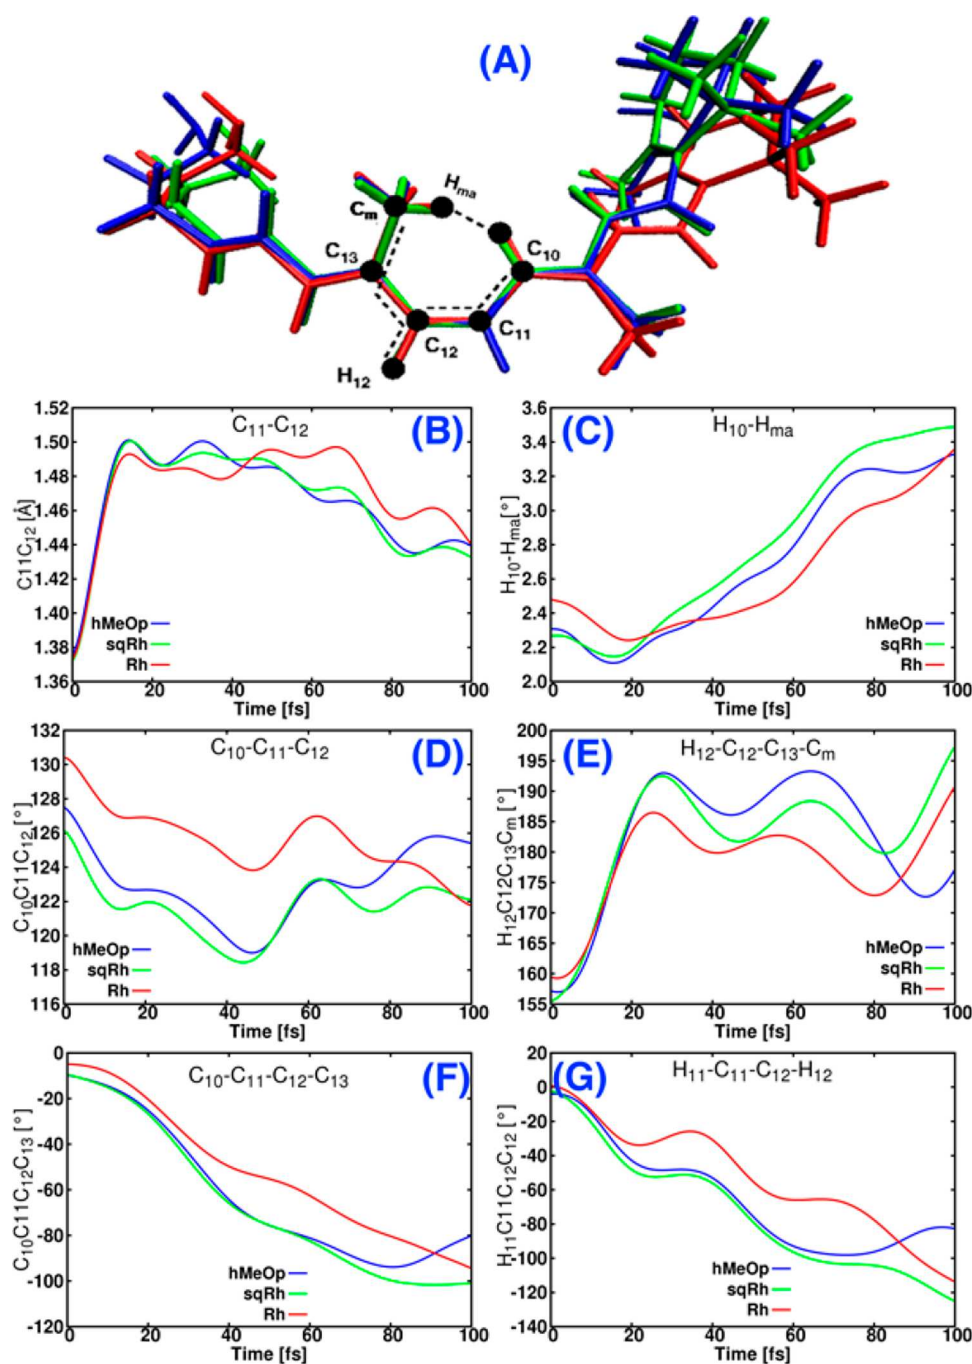 (A)
Hma
Cm
C13
C10
C12
C11
H12
C11-C12
(B)
C11C12 [Å]
1.52
1.50
1.48
1.46
1.44
1.42
1.40
1.38
1.36
hMeOp
sqRh
Rh
0 20 40 60 80 100
Time [fs]
H10-Hma
(C)
H10-Hma[°]
3.6
3.4
3.2
3.0
2.8
2.6
2.4
2.2
2.0
hMeOp
sqRh
Rh
0 20 40 60 80 100
Time [fs]
C10-C11-C12
(D)
C10C11C12 [°]
132
130
128
126
124
122
120
118
116
hMeOp
sqRh
Rh
0 20 40 60 80 100
Time [fs]
H12-C12-C13-Cm
(E)
H12C12C13Cm [°]
200
195
190
185
180
175
170
165
160
155
hMeOp
sqRh
Rh
0 20 40 60 80 100
Time [fs]
C10-C11-C12-C13
(F)
C10C11C12C13 [°]
0
-20
-40
-60
-80
-100
-120
hMeOp
sqRh
Rh
0 20 40 60 80 100
Time [fs]
H11-C11-C12-H12
(G)
H11C11C12C12 [°]
20
0
-20
-40
-60
-80
-100
-120
-140
hMeOp
sqRh
Rh
0 20 40 60 80 100
Time [fs]